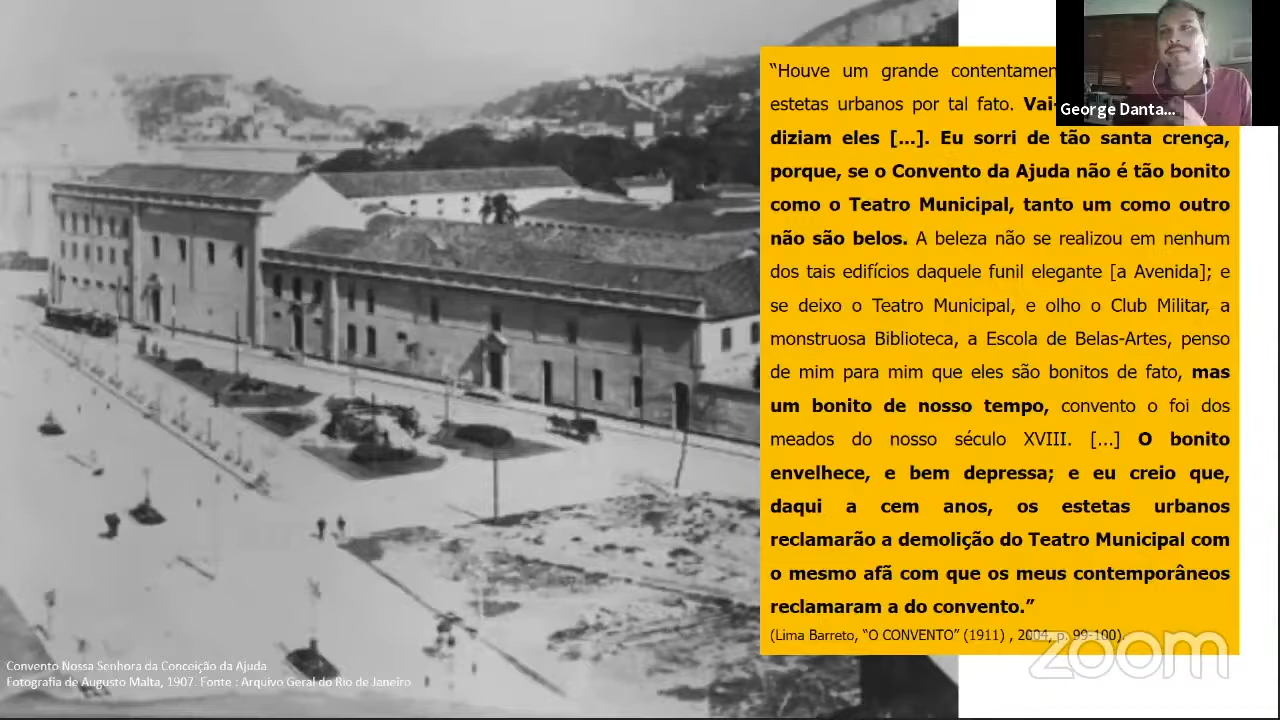 “Houve um grande contentamen
estetas urbanos por tal fato. Vai-
diziam eles [...]. Eu sorri de tão santa crença,
porque, se o Convento da Ajuda não é tão bonito
como o Teatro Municipal, tanto um como outro
não são belos. A beleza não se realizou em nenhum
dos tais edifícios daquele funil elegante [a Avenida]; e
se deixo o Teatro Municipal, e olho o Club Militar, a
monstruosa Biblioteca, a Escola de Belas-Artes, penso
de mim para mim que eles são bonitos de fato, mas
um bonito de nosso tempo, convento o foi dos
meados do nosso século XVIII. [...] O bonito
envelhece, e bem depressa; e eu creio que,
daqui a cem anos, os estetas urbanos
reclamarão a demolição do Teatro Municipal com
o mesmo afã com que os meus contemporâneos
reclamaram a do convento.”
(Lima Barreto, “O CONVENTO” (1911) , 2004, p. 99-100).
George Danta...
Convento Nossa Senhora da Conceição da Ajuda
Fotografia de Augusto Malta, 1907. Fonte : Arquivo Geral do Rio de Janeiro
zoom